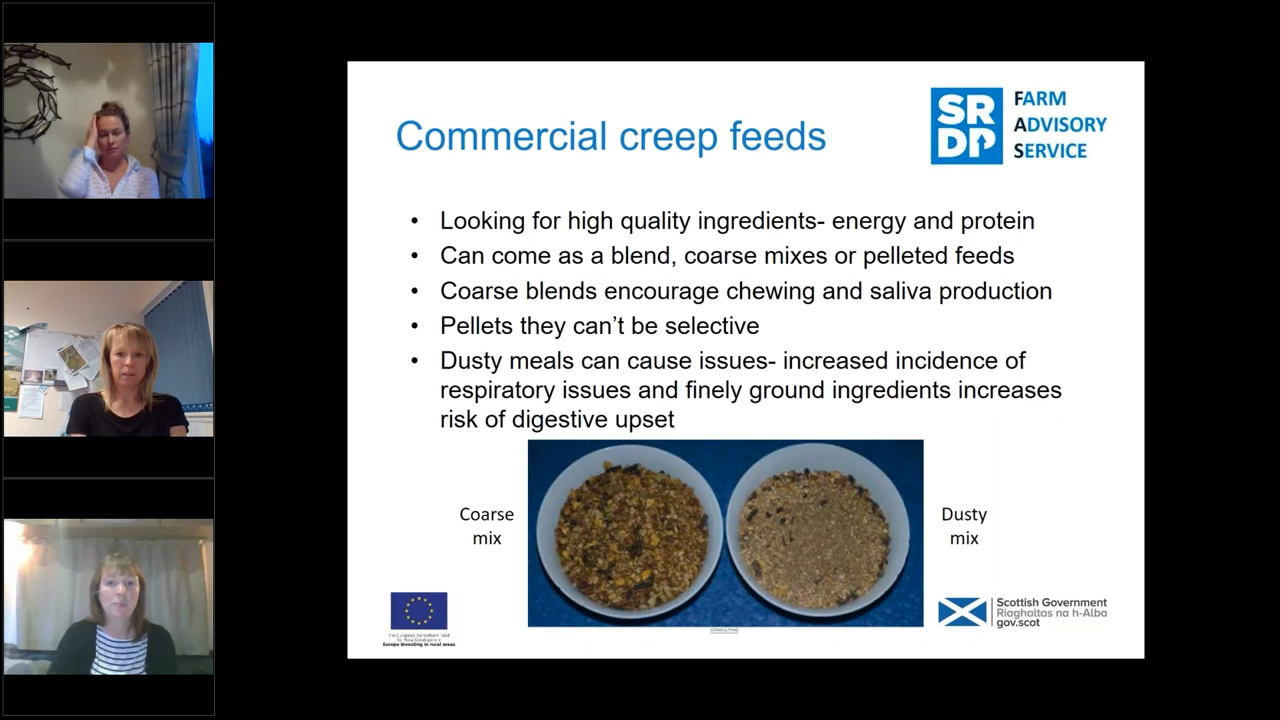 Commercial creep feeds
SR
DP
FARM
ADVISORY
SERVICE
• Looking for high quality ingredients- energy and protein
• Can come as a blend, coarse mixes or pelleted feeds
• Coarse blends encourage chewing and saliva production
• Pellets they can’t be selective
• Dusty meals can cause issues- increased incidence of
respiratory issues and finely ground ingredients increases
risk of digestive upset
Coarse
mix
Dusty
mix
Europe investing in rural areas
CONSULTING
Scottish Government
Riaghaltas na h-Alba
gov.scot